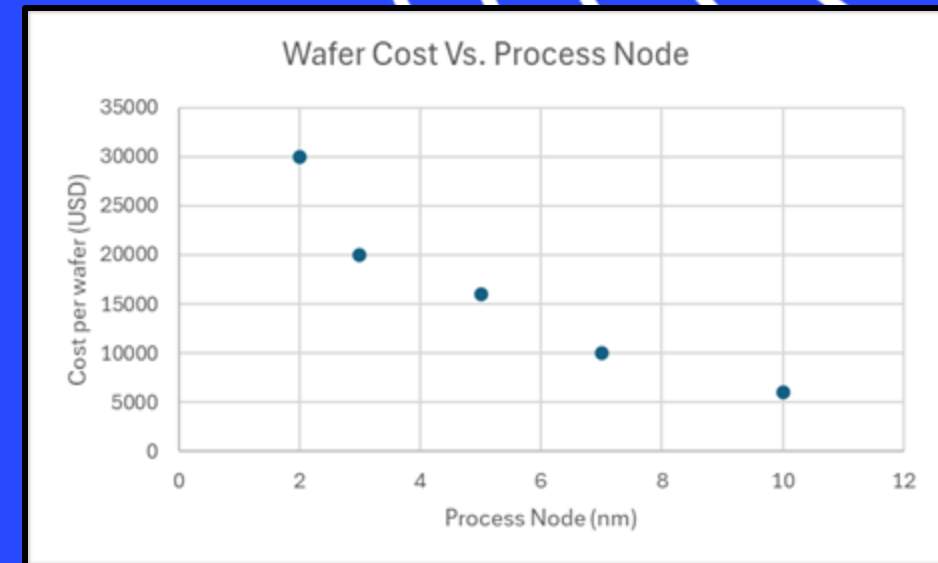 Wafer Cost Vs. Process Node
35000
30000
25000
20000
15000
10000
5000
0
Cost per wafer (USD)
0 2 4 6 8 10 12
Process Node (nm)